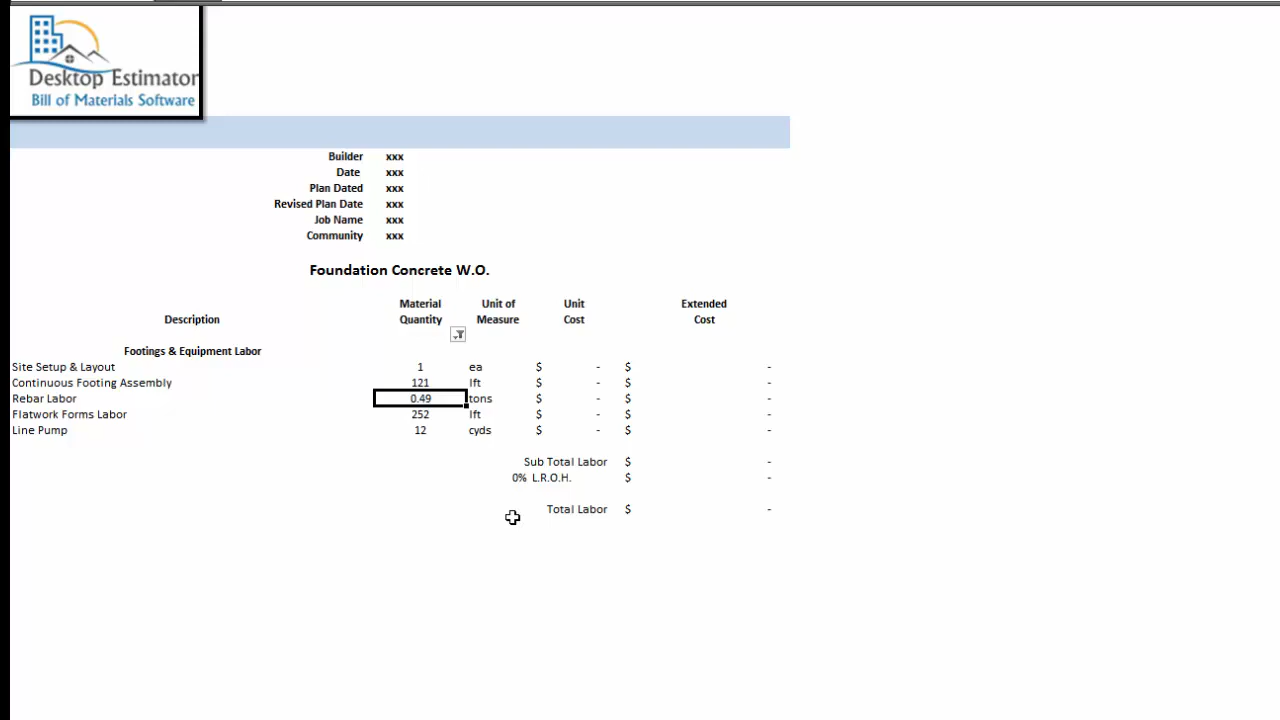 Desktop Estimator
Bill of Materials Software
Builder xxx
Date xxx
Plan Dated xxx
Revised Plan Date xxx
Job Name xxx
Community xxx
Foundation Concrete W.O.
Material Unit of Unit Extended
Description Quantity Measure Cost Cost
Footings & Equipment Labor
Site Setup & Layout 1 ea $ - $ -
Continuous Footing Assembly 121 lft $ - $ -
Rebar Labor 0.49 tons $ - $ -
Flatwork Forms Labor 252 lft $ - $ -
Line Pump 12 cyds $ - $ -
Sub Total Labor $ -
0% L.R.O.H. $ -
Total Labor $ -